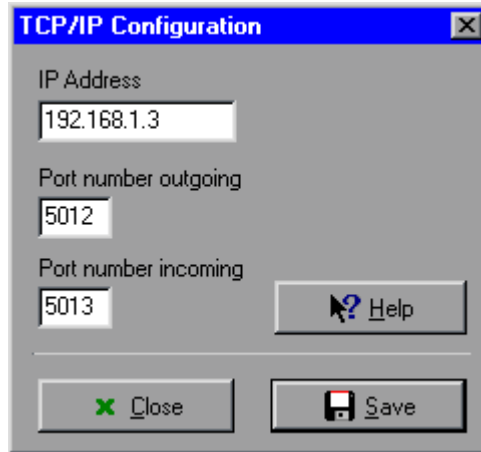 TCP/IP Configuration
IP Address
192.168.1.3
Port number outgoing
5012
Port number incoming
5013
Help
Close
Save